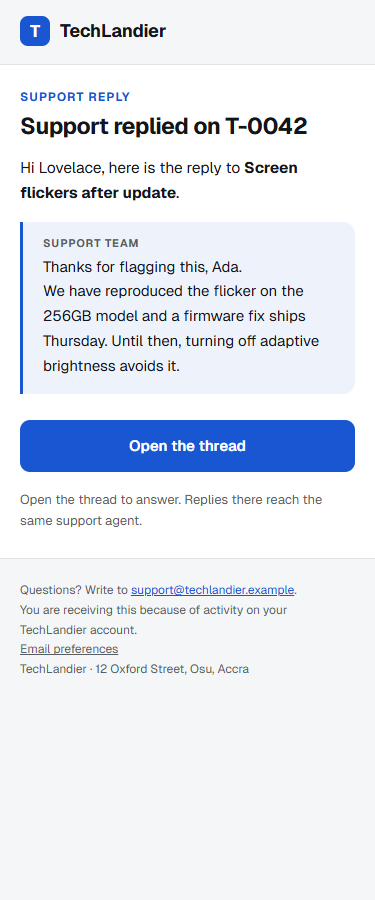 T TechLandier
SUPPORT REPLY
Support replied on T-0042
Hi Lovelace, here is the reply to Screen
flickers after update.
SUPPORT TEAM
Thanks for flagging this, Ada.
We have reproduced the flicker on the
256GB model and a firmware fix ships
Thursday. Until then, turning off adaptive
brightness avoids it.
Open the thread
Open the thread to answer. Replies there reach the
same support agent.
Questions? Write to support@techlandier.example.
You are receiving this because of activity on your
TechLandier account.
Email preferences
TechLandier · 12 Oxford Street, Osu, Accra